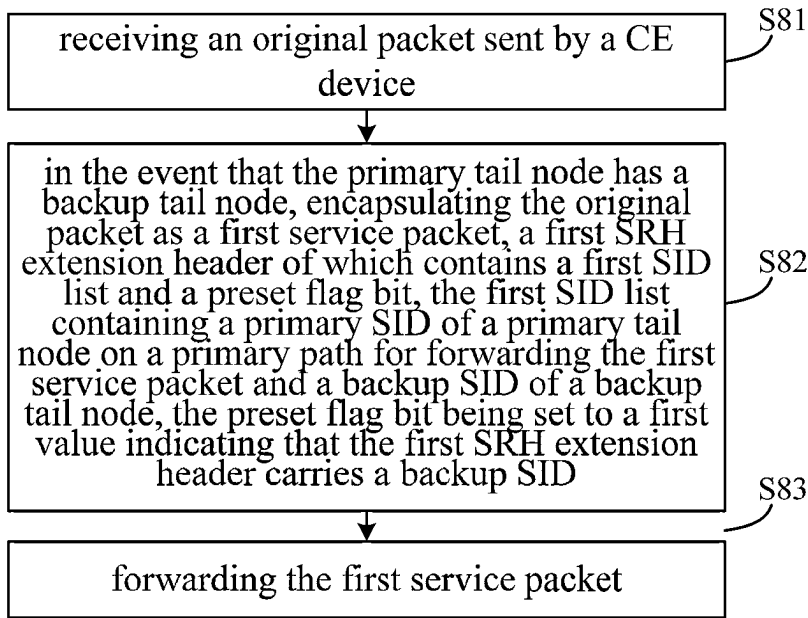 receiving an original packet sent by a CE
device
S81
in the event that the primary tail node has a
backup tail node, encapsulating the original
packet as a first service packet, a first SRH
extension header of which contains a first SID
list and a preset flag bit, the first SID list
containing a primary SID of a primary tail
node on a primary path for forwarding the first
service packet and a backup SID of a backup
tail node, the preset flag bit being set to a first
value indicating that the first SRH extension
header carries a backup SID
S82
forwarding the first service packet
S83